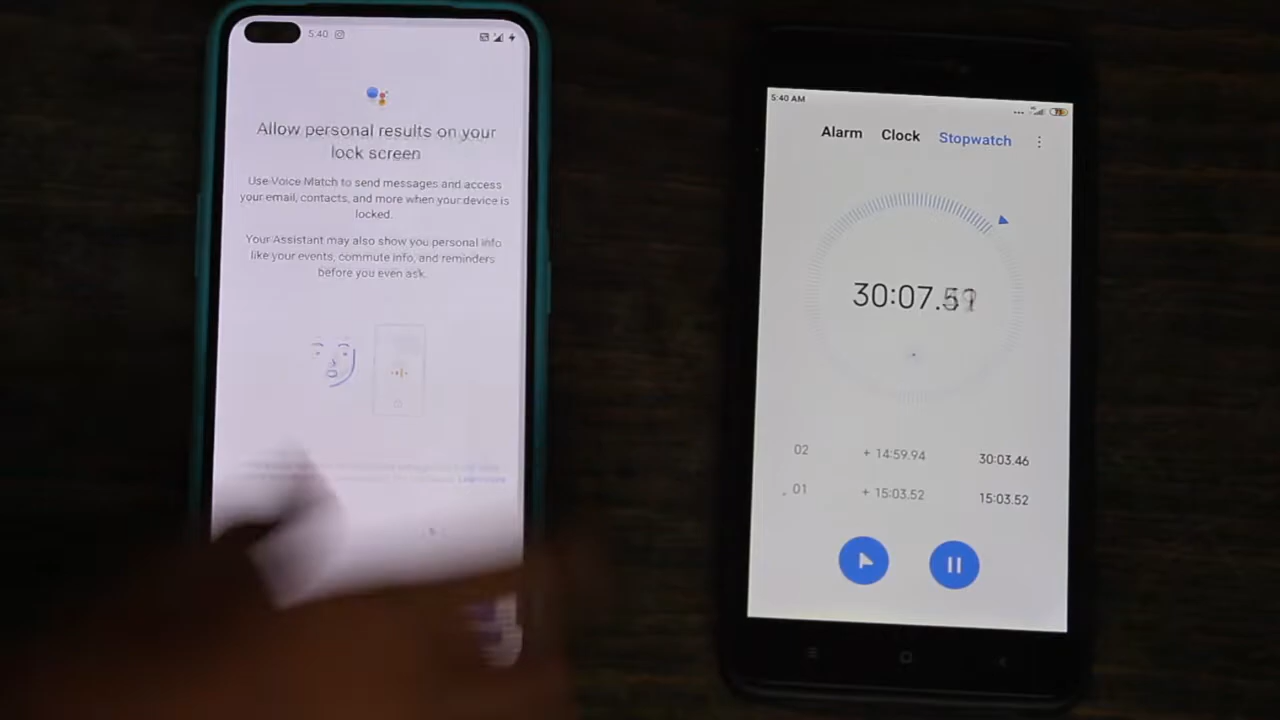 5:40
Allow personal results on your
lock screen
Use Voice Match to send messages and access
your email, contacts, and more when your device is
locked.
Your Assistant may also show you personal info
like your events, commute info, and reminders
before you even ask.
Learn more
5:40 AM
Alarm Clock Stopwatch
30:07.
02 + 14:59.94 30:03.46
01 + 15:03.52 15:03.52